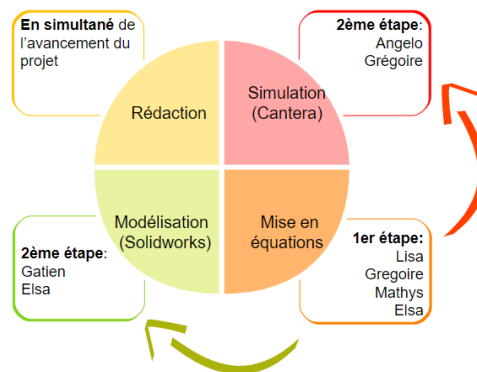 En simultané de
l'avancement du
projet
2ème étape:
Angelo
Grégoire
Rédaction
Simulation
(Cantera)
Modélisation
(Solidworks)
Mise en
équations
2ème étape:
Gatien
Elsa
1er étape:
Lisa
Gregoire
Mathys
Elsa